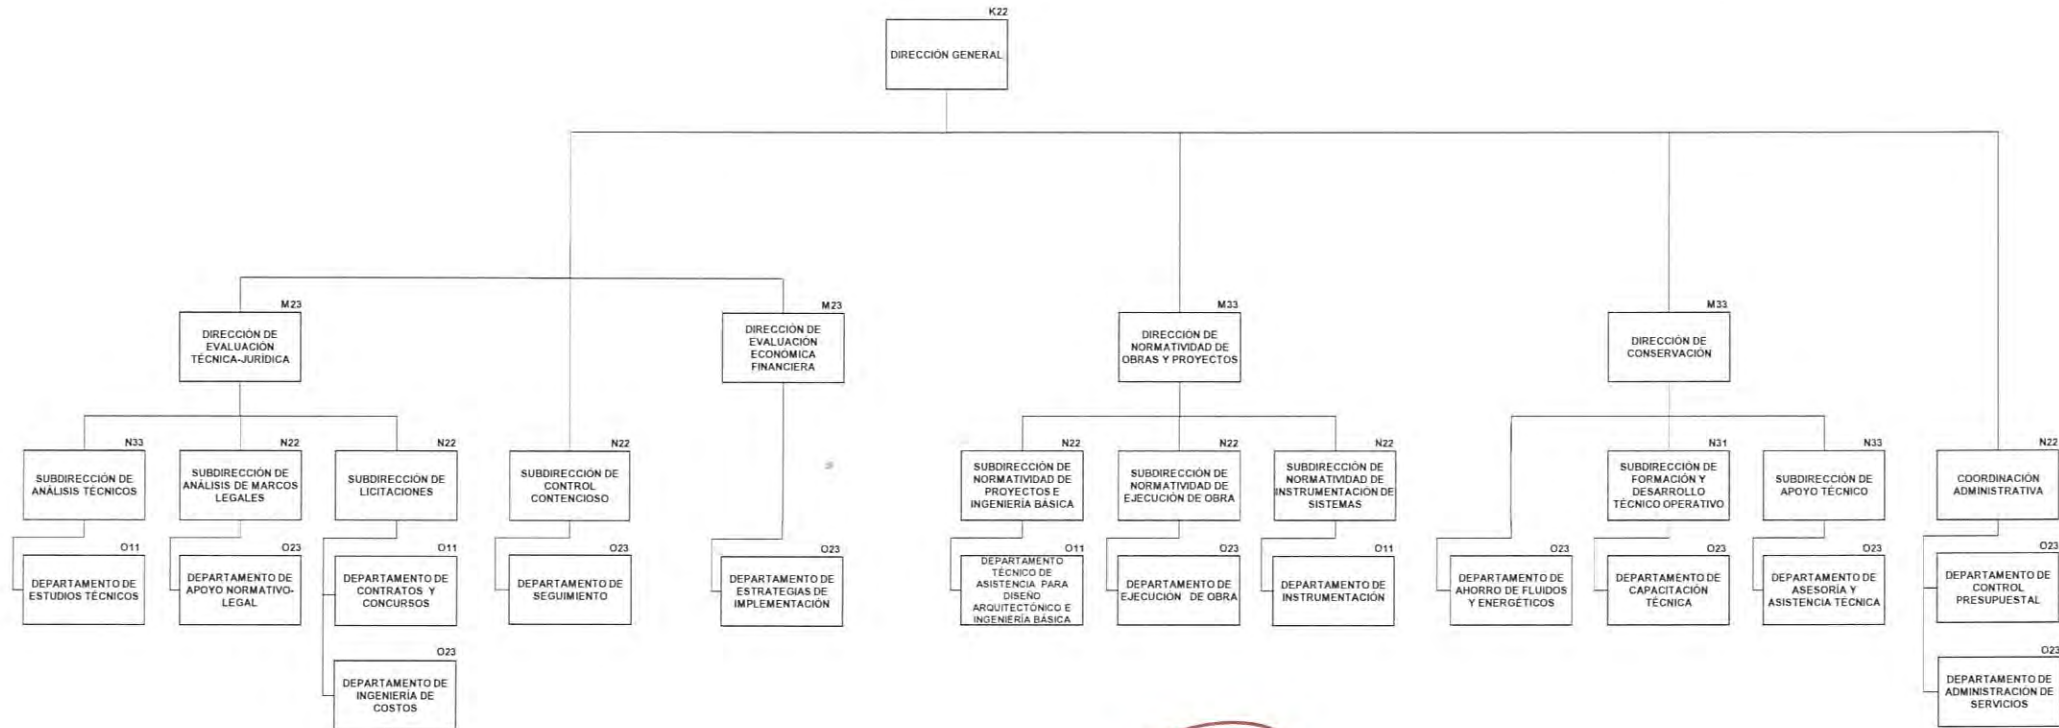 K22
DIRECCIÓN GENERAL
M23
DIRECCIÓN DE
EVALUACIÓN
TÉCNICA-JURÍDICA
M23
DIRECCIÓN DE
EVALUACIÓN
ECONÓMICA
FINANCIERA
M33
DIRECCIÓN DE
NORMATIVIDAD DE
OBRAS Y PROYECTOS
M33
DIRECCIÓN DE
CONSERVACIÓN
N33
SUBDIRECCIÓN DE
ANÁLISIS TÉCNICOS
N22
SUBDIRECCIÓN DE
ANÁLISIS DE MARCOS
LEGALES
N22
SUBDIRECCIÓN DE
LICITACIONES
N22
SUBDIRECCIÓN DE
CONTROL
CONTENCIOSO
N22
SUBDIRECCIÓN DE
NORMATIVIDAD DE
PROYECTOS E
INGENIERÍA BÁSICA
N22
SUBDIRECCIÓN DE
NORMATIVIDAD DE
EJECUCIÓN DE OBRA
N22
SUBDIRECCIÓN DE
NORMATIVIDAD DE
INSTRUMENTACIÓN DE
SISTEMAS
N31
SUBDIRECCIÓN DE
FORMACIÓN Y
DESARROLLO
TÉCNICO OPERATIVO
N33
SUBDIRECCIÓN DE
APOYO TÉCNICO
N22
COORDINACIÓN
ADMINISTRATIVA
O11
DEPARTAMENTO DE
ESTUDIOS TÉCNICOS
O23
DEPARTAMENTO DE
APOYO NORMATIVO-
LEGAL
O11
DEPARTAMENTO DE
CONTRATOS Y
CONCURSOS
O23
DEPARTAMENTO DE
SEGUIMIENTO
O23
DEPARTAMENTO DE
ESTRATEGIAS DE
IMPLEMENTACIÓN
O11
DEPARTAMENTO
TÉCNICO DE
ASISTENCIA PARA
DISEÑO
ARQUITECTÓNICO E
INGENIERÍA BÁSICA
O23
DEPARTAMENTO DE
EJECUCIÓN DE OBRA
O11
DEPARTAMENTO DE
INSTRUMENTACIÓN
O23
DEPARTAMENTO DE
AHORRO DE FLUIDOS
Y ENERGÉTICOS
O23
DEPARTAMENTO DE
CAPACITACIÓN
TÉCNICA
O23
DEPARTAMENTO DE
ASESORÍA Y
ASISTENCIA TÉCNICA
O23
DEPARTAMENTO DE
CONTROL
PRESUPUESTAL
O23
DEPARTAMENTO DE
INGENIERÍA DE
COSTOS
O23
DEPARTAMENTO DE
ADMINISTRACIÓN DE
SERVICIOS